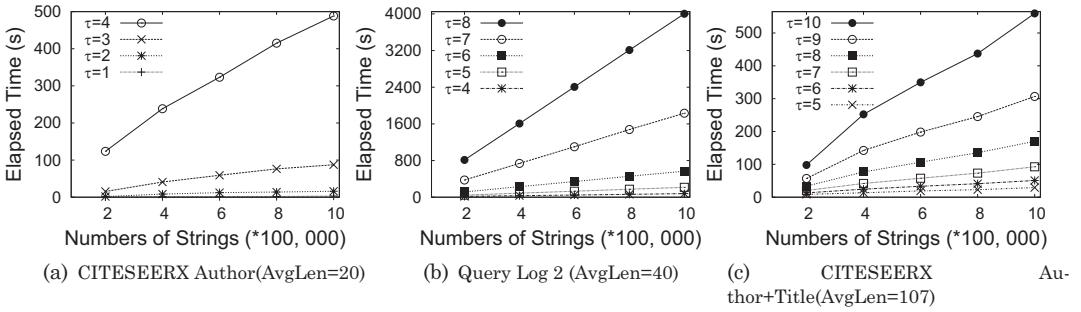 Elapsed Time (s)
500
400
300
200
100
0
τ=4
τ=3
τ=2
τ=1
2 4 6 8 10
Numbers of Strings (*100, 000)
(a) CITESEERX Author(AvgLen=20)
Elapsed Time (s)
4000
3200
2400
1600
800
0
τ=8
τ=7
τ=6
τ=5
τ=4
2 4 6 8 10
Numbers of Strings (*100, 000)
(b) Query Log 2 (AvgLen=40)
Elapsed Time (s)
500
400
300
200
100
0
τ=10
τ=9
τ=8
τ=7
τ=6
τ=5
2 4 6 8 10
Numbers of Strings (*100, 000)
(c) CITESEERX Au-
thor+Title(AvgLen=107)